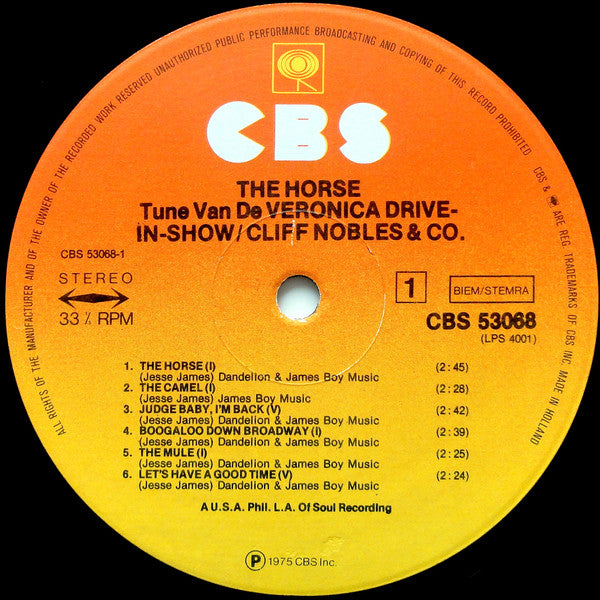 ALL RIGHTS OF THE MANUFACTURER AND OF THE OWNER OF THE RECORDED WORK RESERVED UNAUTHORIZED PUBLIC PERFORMANCE BROADCASTING AND COPYING OF THIS RECORD PROHIBITED
CBS & ARE REG. TRADEMARKS OF CBS INC. MADE IN HOLLAND
CBS
THE HORSE
Tune Van De VERONICA DRIVE-
IN-SHOW/CLIFF NOBLES & CO.
CBS 53068-1
STEREO
33⅓ RPM
1
BIEM/STEMRA
CBS 53068
(LPS 4001)
1. THE HORSE (I) (2:45)
(Jesse James) Dandelion & James Boy Music
2. THE CAMEL (I) (2:28)
(Jesse James) James Boy Music
3. JUDGE BABY, I'M BACK (V) (2:42)
(Jesse James) Dandelion & James Boy Music
4. BOOGALOO DOWN BROADWAY (I) (2:39)
(Jesse James) Dandelion & James Boy Music
5. THE MULE (I) (2:25)
(Jesse James) Dandelion & James Boy Music
6. LET'S HAVE A GOOD TIME (V) (2:24)
(Jesse James) Dandelion & James Boy Music
A U.S.A. Phil. L.A. Of Soul Recording
℗ 1975 CBS Inc.